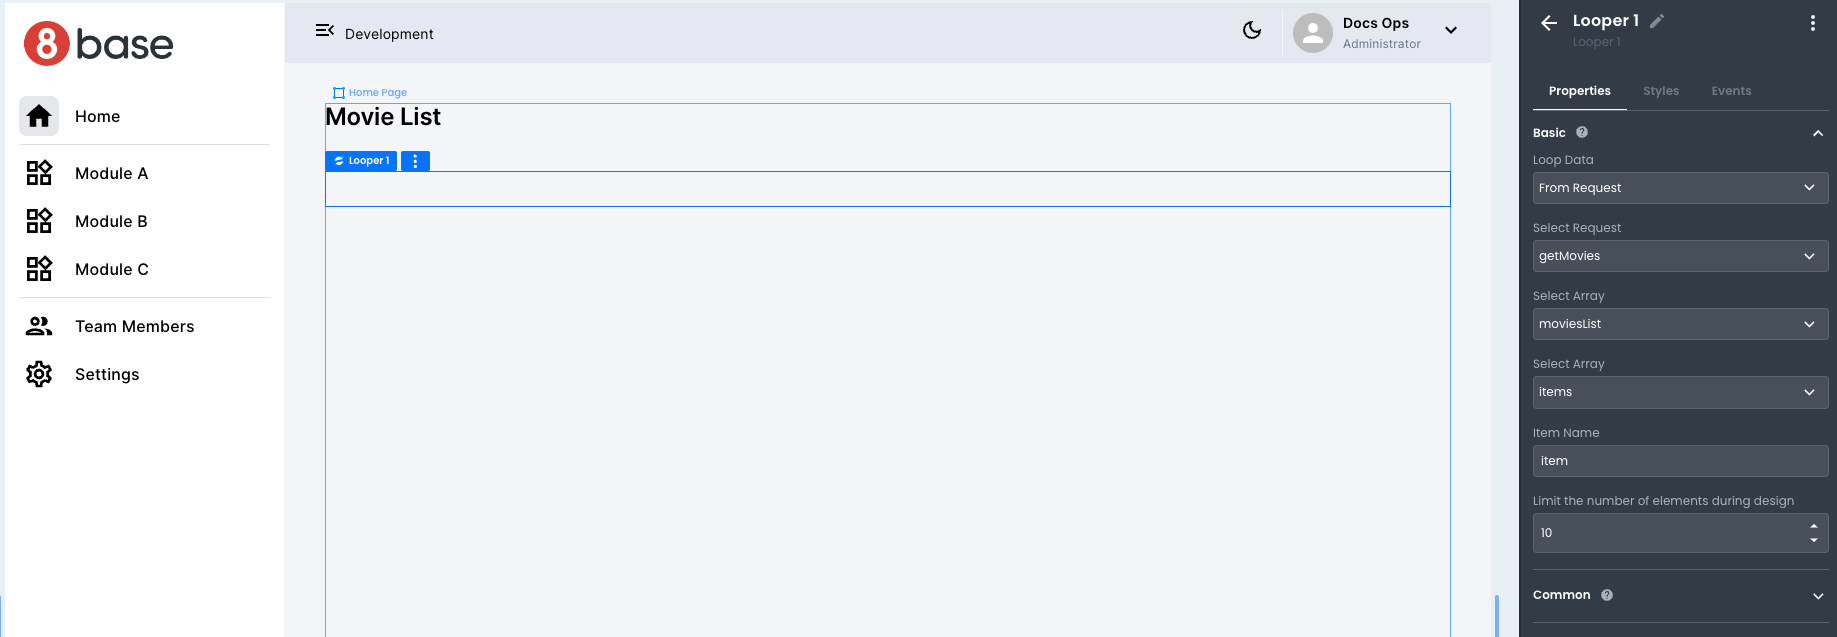 8 base
Home
Module A
Module B
Module C
Team Members
Settings
Development
Docs Ops
Administrator
Home Page
Movie List
Looper 1
Looper 1
Looper 1
Properties
Styles
Events
Basic
Loop Data
From Request
Select Request
getMovies
Select Array
moviesList
Select Array
items
Item Name
item
Limit the number of elements during design
10
Common